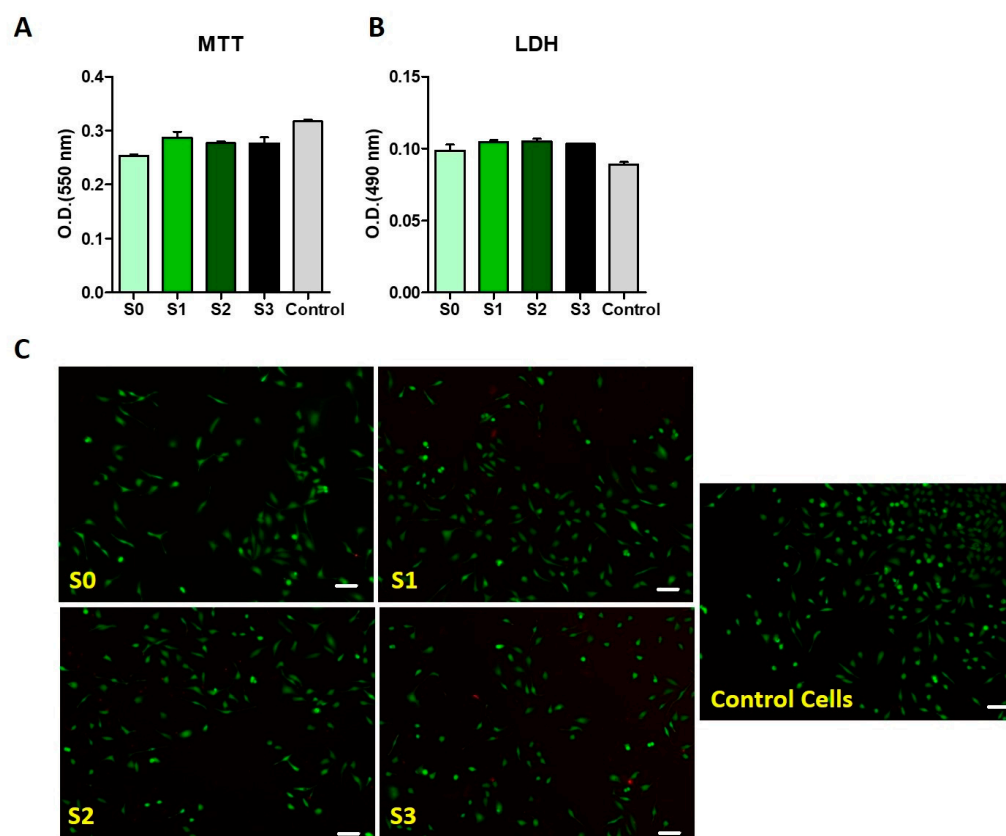 A
MTT
O.D.(550 nm)
0.4
0.3
0.2
0.1
0.0
S0 S1 S2 S3 Control
B
LDH
O.D.(490 nm)
0.15
0.10
0.05
0.00
S0 S1 S2 S3 Control
C
S0
S1
S2
S3
Control Cells